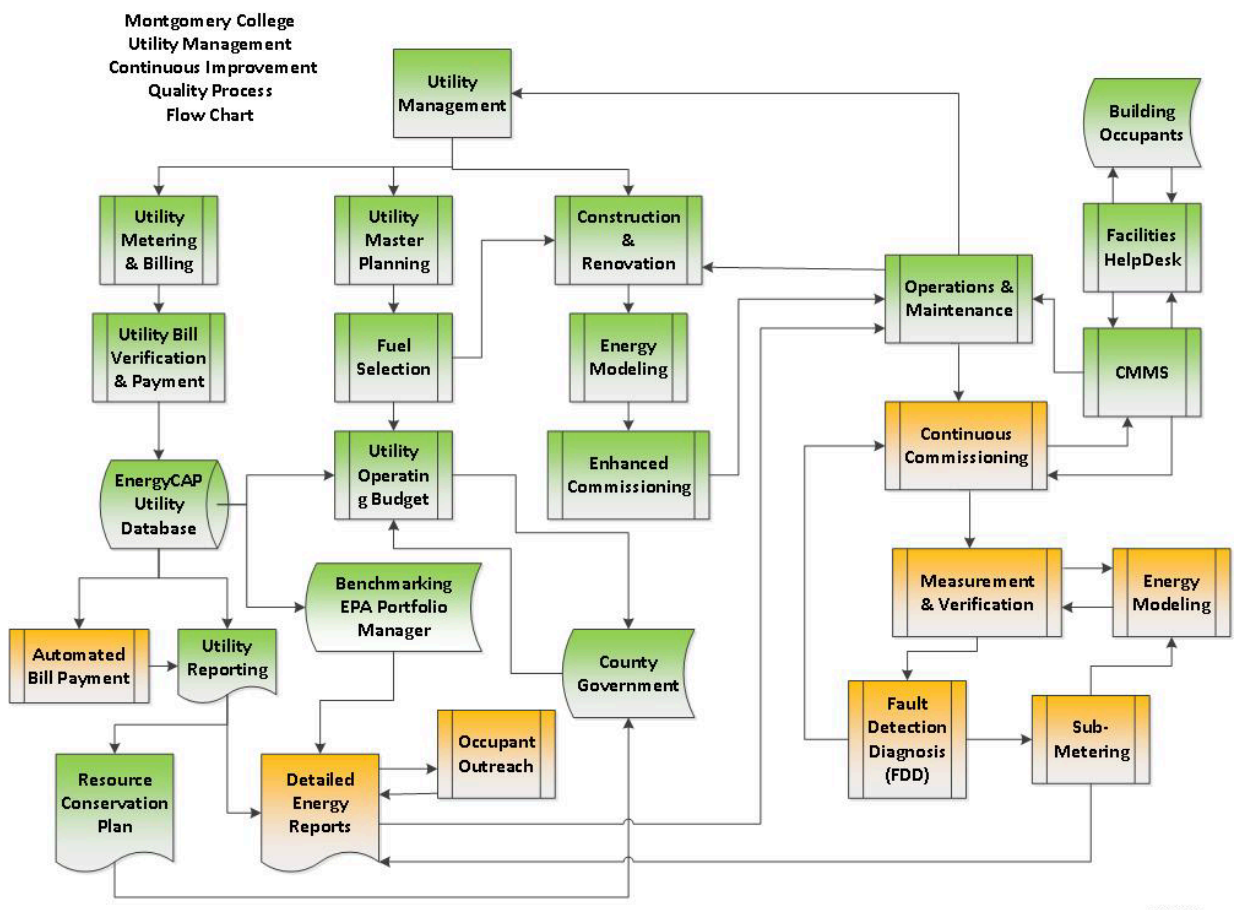 Montgomery College
Utility Management
Continuous Improvement
Quality Process
Flow Chart
Utility
Management
Building
Occupants
Utility
Metering
& Billing
Utility
Master
Planning
Construction
&
Renovation
Facilities
HelpDesk
Operations &
Maintenance
Utility Bill
Verification
& Payment
Fuel
Selection
Energy
Modeling
CMMS
Continuous
Commissioning
EnergyCAP
Utility
Database
Utility
Operatin
g Budget
Enhanced
Commissioning
Benchmarking
EPA Portfolio
Manager
Measurement
& Verification
Energy
Modeling
Automated
Bill Payment
Utility
Reporting
County
Government
Fault
Detection
Diagnosis
(FDD)
Sub-
Metering
Occupant
Outreach
Resource
Conservation
Plan
Detailed
Energy
Reports